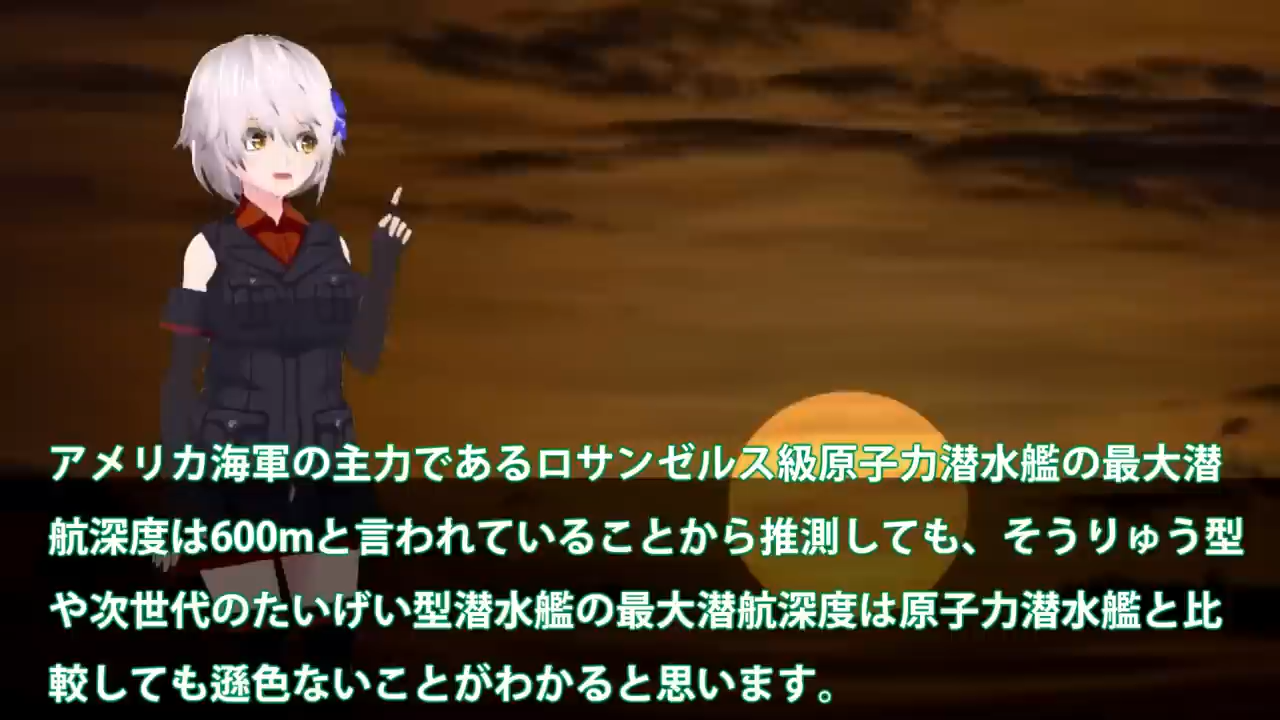 アメリカ海軍の主力であるロサンゼルス級原子力潜水艦の最大潜
航深度は600mと言われていることから推測しても、そうりゅう型
や次世代のたいげい型潜水艦の最大潜航深度は原子力潜水艦と比
較しても遜色ないことがわかると思います。